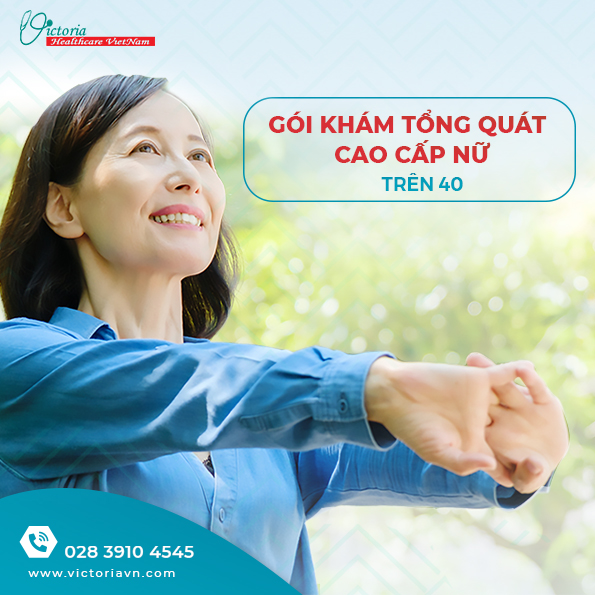 Victoria
Healthcare VietNam
GÓI KHÁM TỔNG QUÁT
CAO CẤP NỮ
TRÊN 40
028 3910 4545
www.victoriavn.com